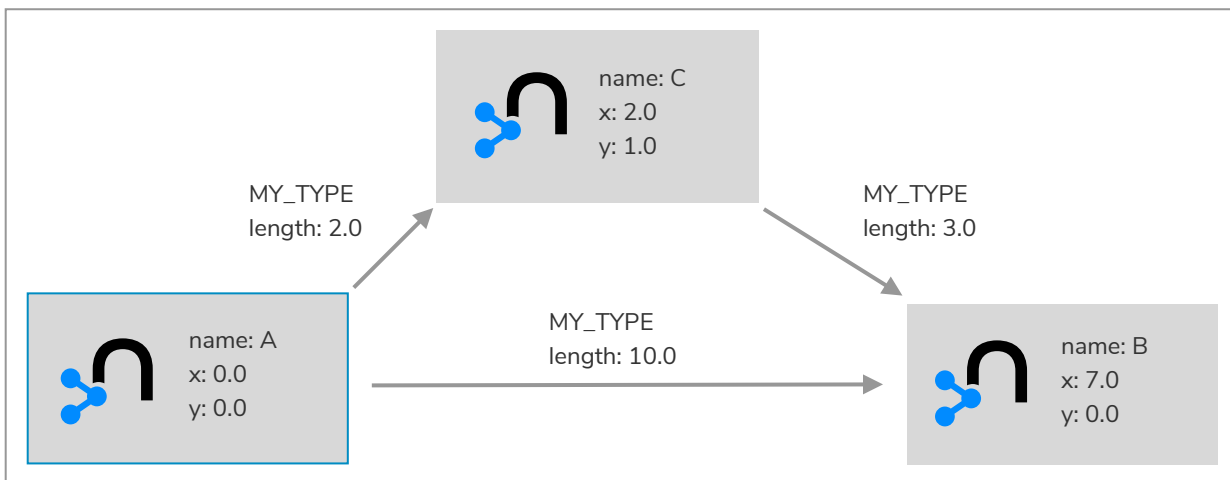 name: C
x: 2.0
y: 1.0
MY_TYPE
length: 2.0
MY_TYPE
length: 3.0
name: A
x: 0.0
y: 0.0
MY_TYPE
length: 10.0
name: B
x: 7.0
y: 0.0